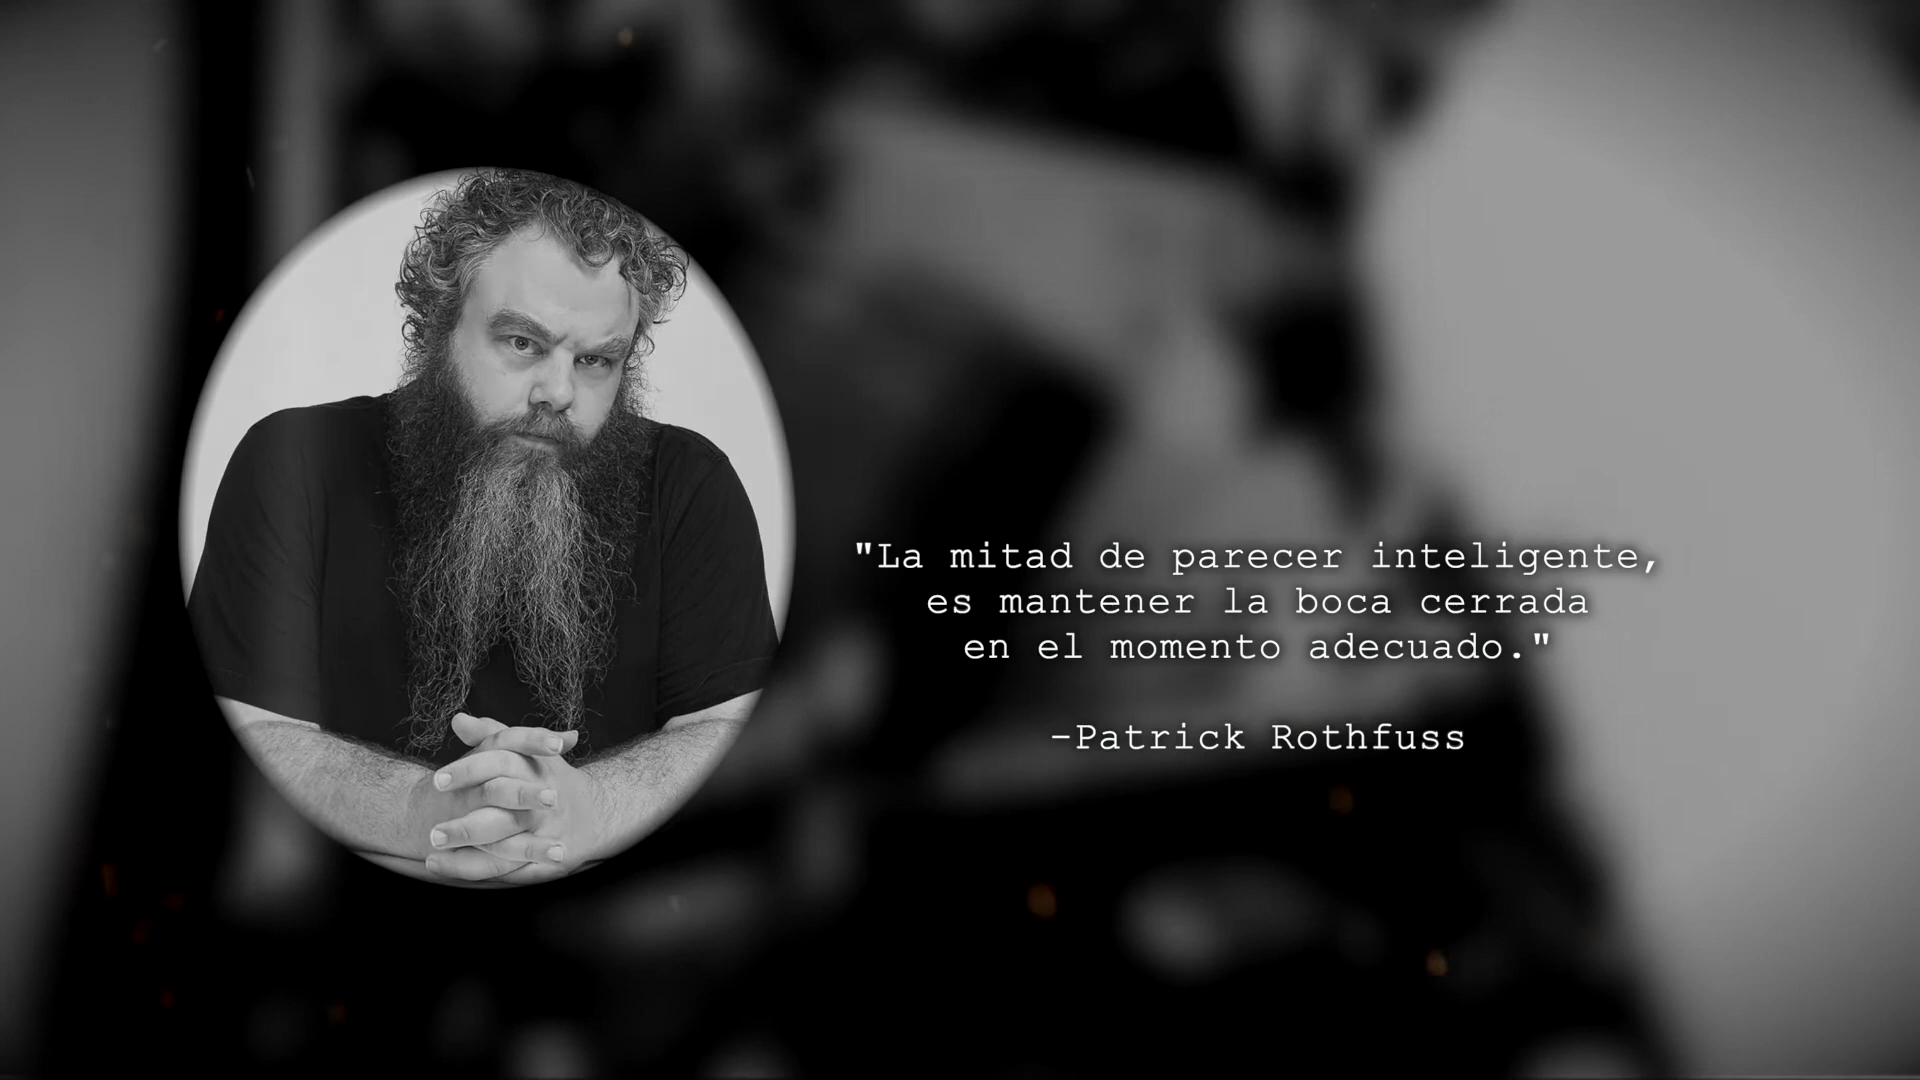 "La mitad de parecer inteligente,
es mantener la boca cerrada
en el momento adecuado."
-Patrick Rothfuss